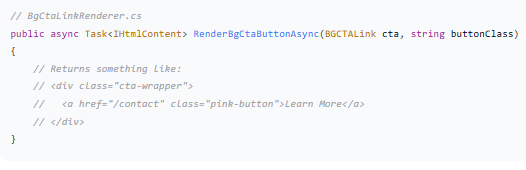 // BgCtaLinkRenderer.cs
public async Task<IHtmlContent> RenderBgCtaButtonAsync(BGCTALink cta, string buttonClass)
{
    // Returns something like:
    // <div class="cta-wrapper">
    //   <a href="/contact" class="pink-button">Learn More</a>
    // </div>
}